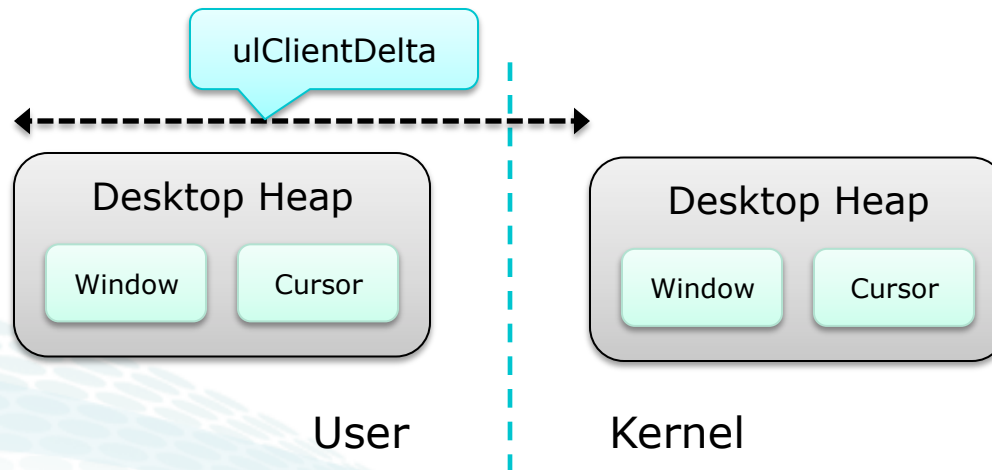 ulClientDelta
Desktop Heap
Window Cursor
Desktop Heap
Window Cursor
User
Kernel